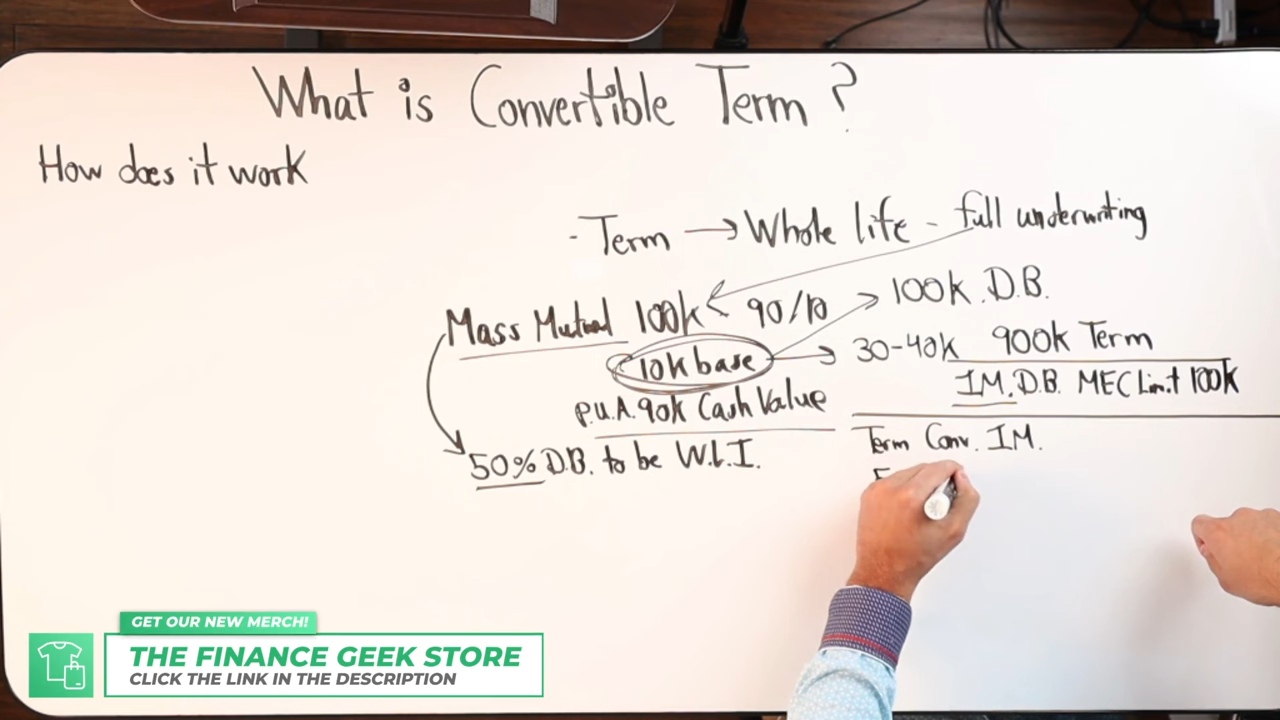 What is Convertible Term?
How does it work
- Term → Whole life - full underwriting
Mass Mutual 100k 90/10 → 100k D.B.
10k base → 30-40k 900k Term
1M. D.B. MEC Limit 100k
P.U.A. 90k Cash Value
50% D.B. to be W.L.I.
Term Conv. 1M.
GET OUR NEW MERCH!
THE FINANCE GEEK STORE
CLICK THE LINK IN THE DESCRIPTION